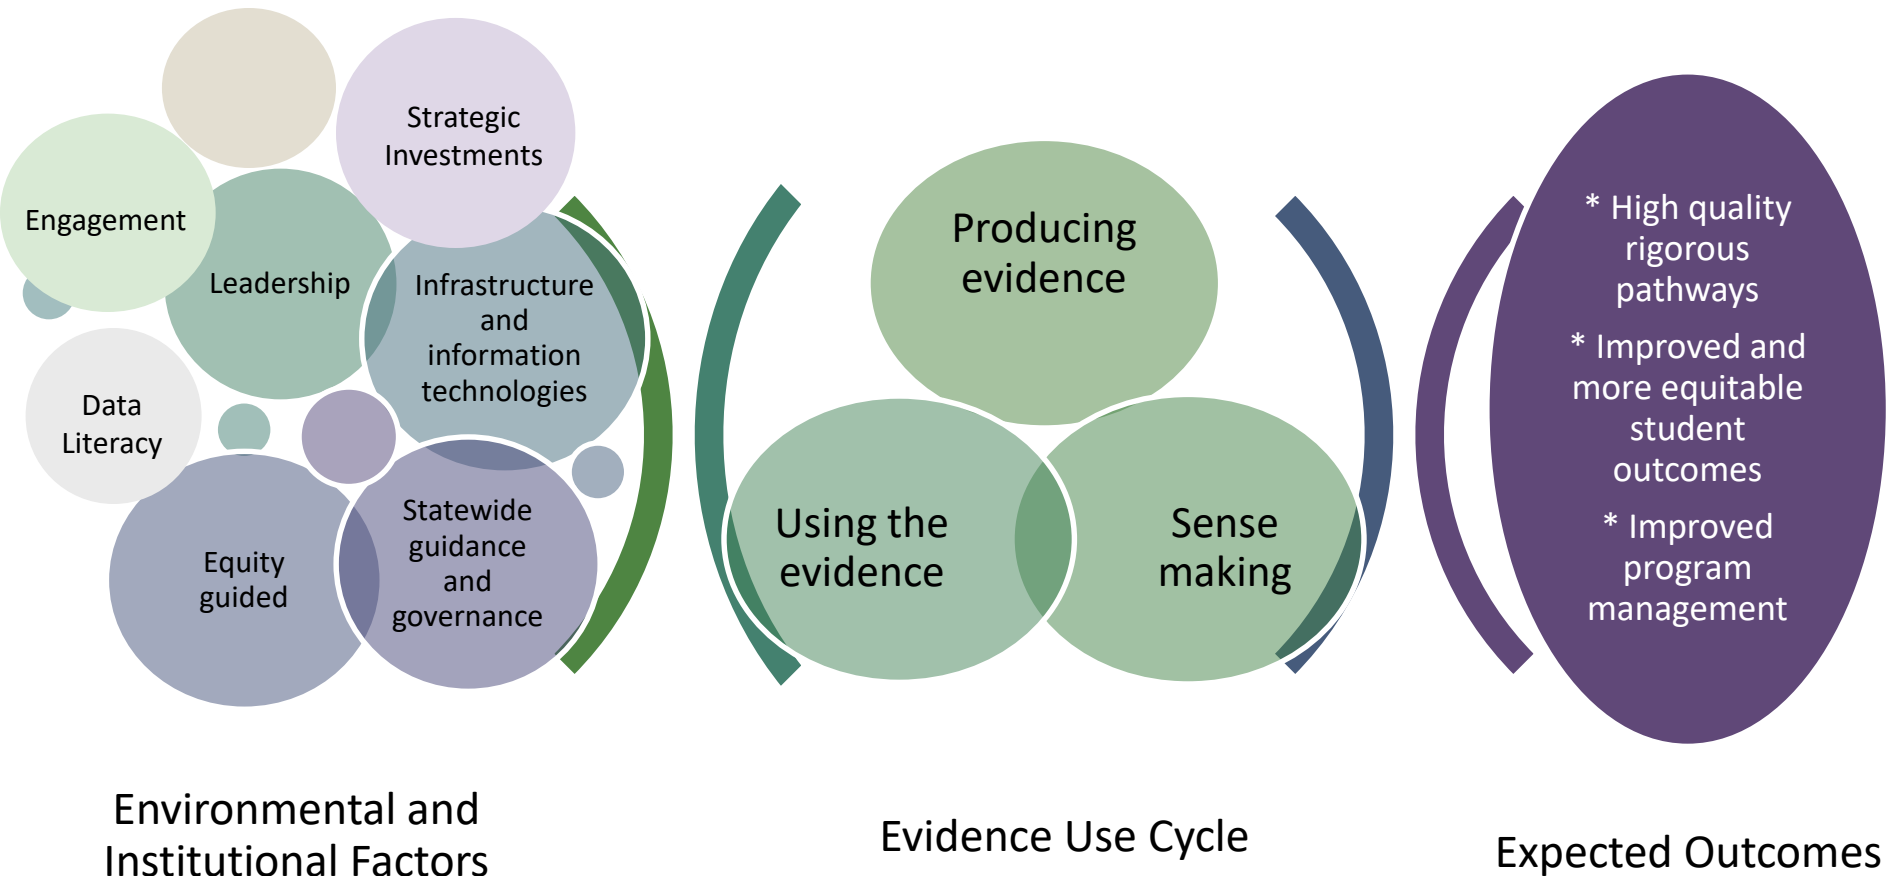 Strategic
Investments
Engagement
Leadership
Infrastructure
and
information
technologies
Data
Literacy
Equity
guided
Statewide
guidance
and
governance
Environmental and
Institutional Factors
Producing
evidence
Using the
evidence
Sense
making
Evidence Use Cycle
* High quality
rigorous
pathways
* Improved and
more equitable
student
outcomes
* Improved
program
management
Expected Outcomes